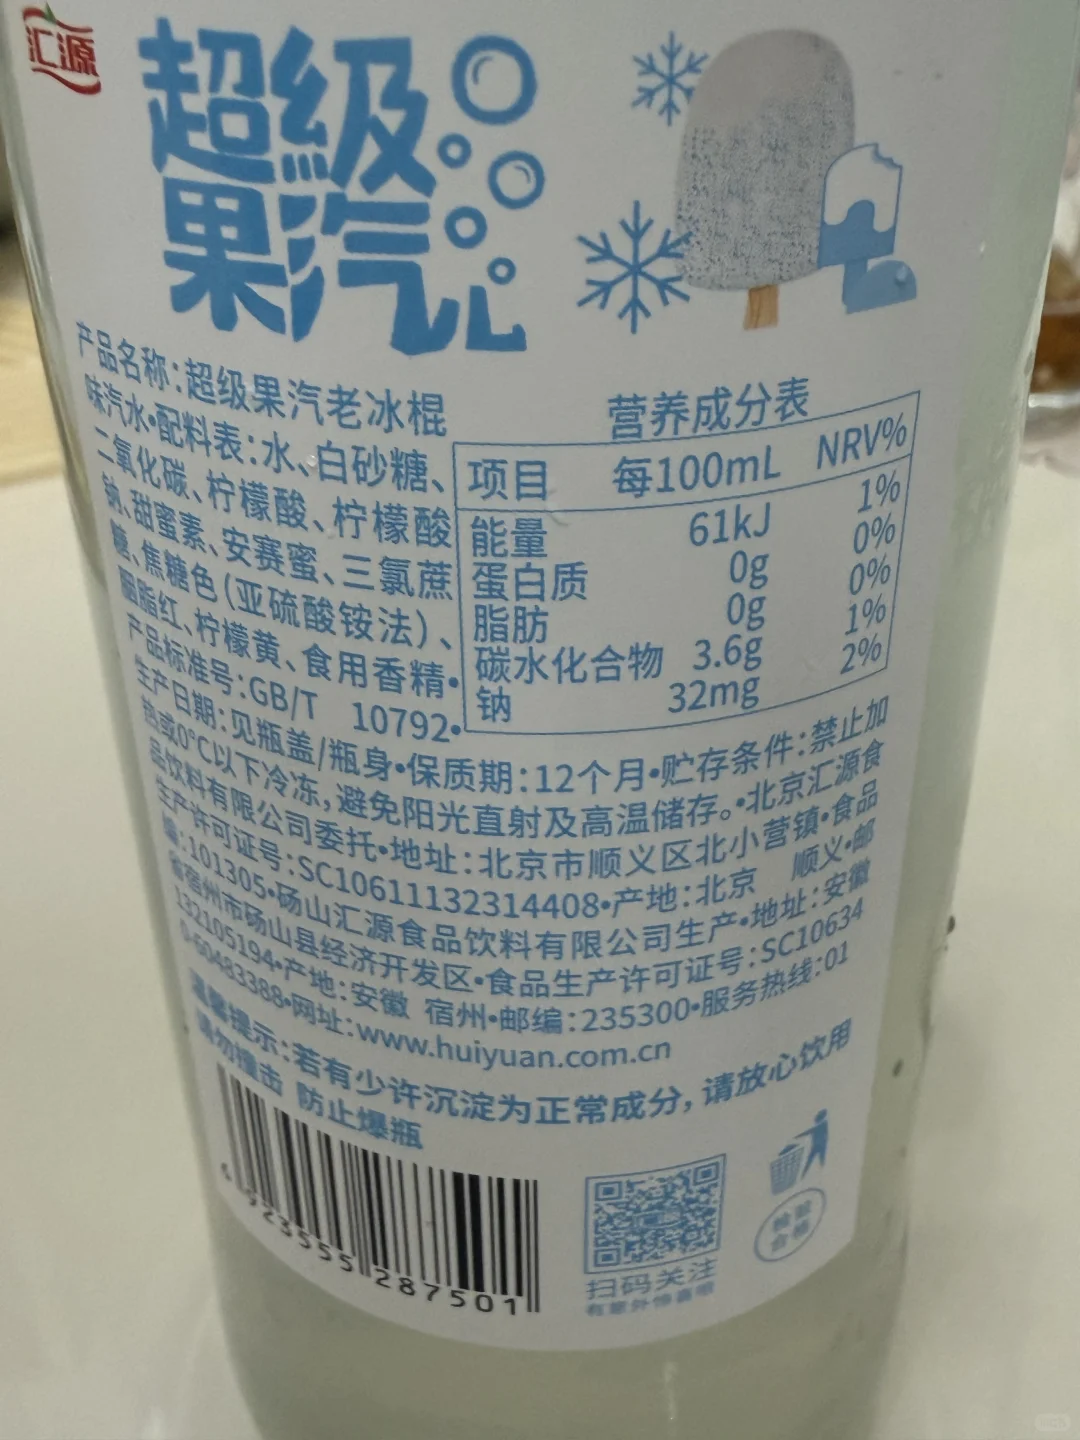 汇源
超级
果汽
产品名称：超级果汽老冰棍
味汽水•配料表：水、白砂糖、
二氧化碳、柠檬酸、柠檬酸
钠、甜蜜素、安赛蜜、三氯蔗
糖、焦糖色（亚硫酸铵法）、
胭脂红、柠檬黄、食用香精•
产品标准号：GB/T 10792•
营养成分表
项目 每100mL NRV%
能量 61kJ 1%
蛋白质 0g 0%
脂肪 0g 0%
碳水化合物 3.6g 1%
钠 32mg 2%
生产日期：见瓶盖/瓶身•保质期：12个月•贮存条件：禁止加
热或0°C以下冷冻，避免阳光直射及高温储存。•北京汇源食
品饮料有限公司委托•地址：北京市顺义区北小营镇•食品
生产许可证号：SC10611132314408•产地：北京 顺义•邮
编：101305•砀山汇源食品饮料有限公司生产•地址：安徽
省宿州市砀山县经济开发区•食品生产许可证号：SC10634
132105194•产地：安徽 宿州•邮编：235300•服务热线：01
0-60483388•网址：www.huiyuan.com.cn
温馨提示：若有少许沉淀为正常成分，请放心饮用
请勿撞击 防止爆瓶
6 923555 287501
扫码关注
有意外惊喜哦
检验
合格